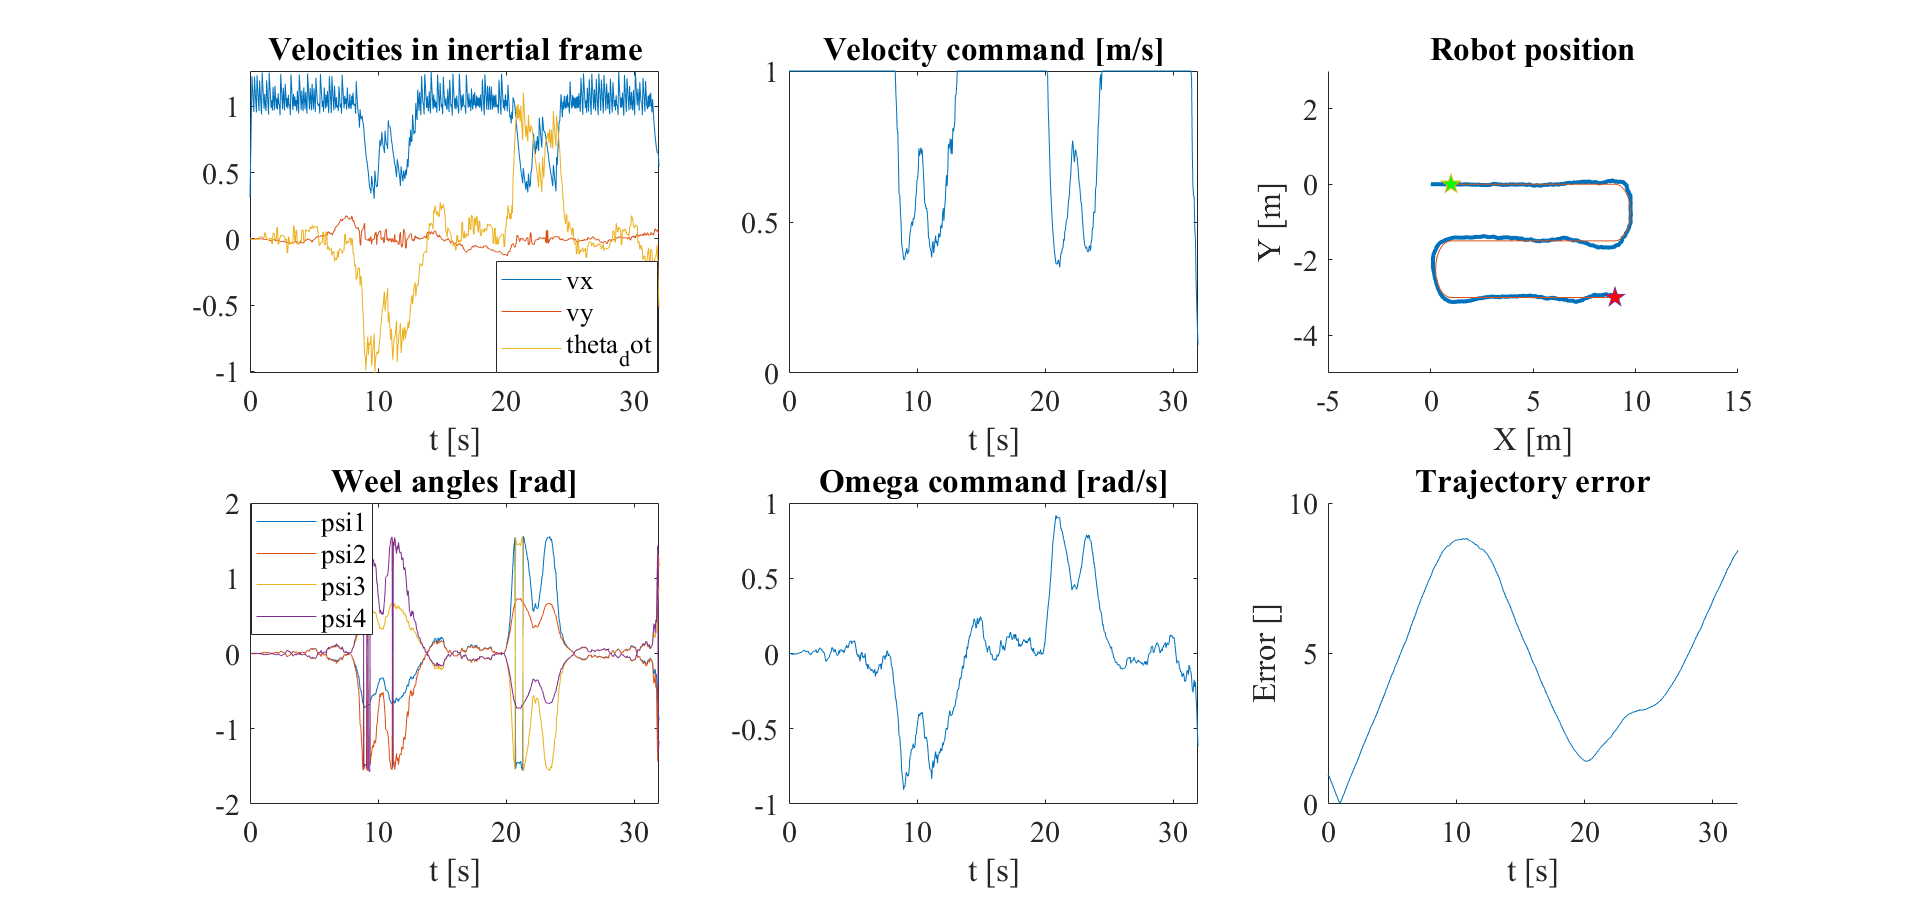 Velocities in inertial frame
1
0.5
0
-0.5
-1
0 10 20 30
t [s]
vx
vy
theta_dot
Velocity command [m/s]
1
0.5
0
0 10 20 30
t [s]
Robot position
2
0
-2
-4
Y [m]
-5 0 5 10 15
X [m]
Weel angles [rad]
2
1
0
-1
-2
psi1
psi2
psi3
psi4
0 10 20 30
t [s]
Omega command [rad/s]
1
0.5
0
-0.5
-1
0 10 20 30
t [s]
Trajectory error
10
5
0
Error []
0 10 20 30
t [s]